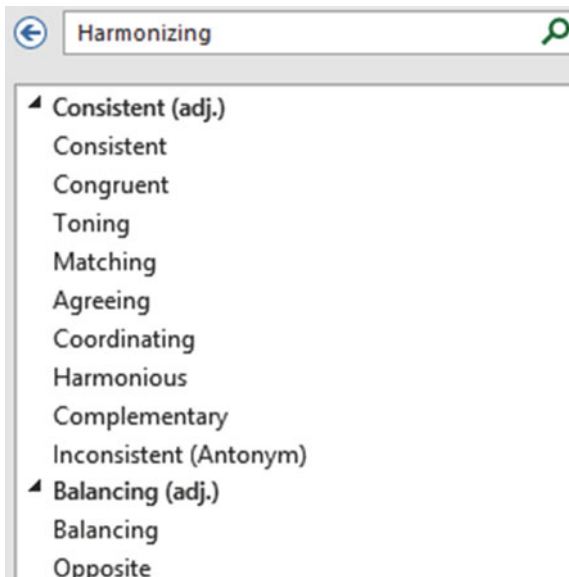 Harmonizing
Consistent (adj.)
Consistent
Congruent
Toning
Matching
Agreeing
Coordinating
Harmonious
Complementary
Inconsistent (Antonym)
Balancing (adj.)
Balancing
Opposite